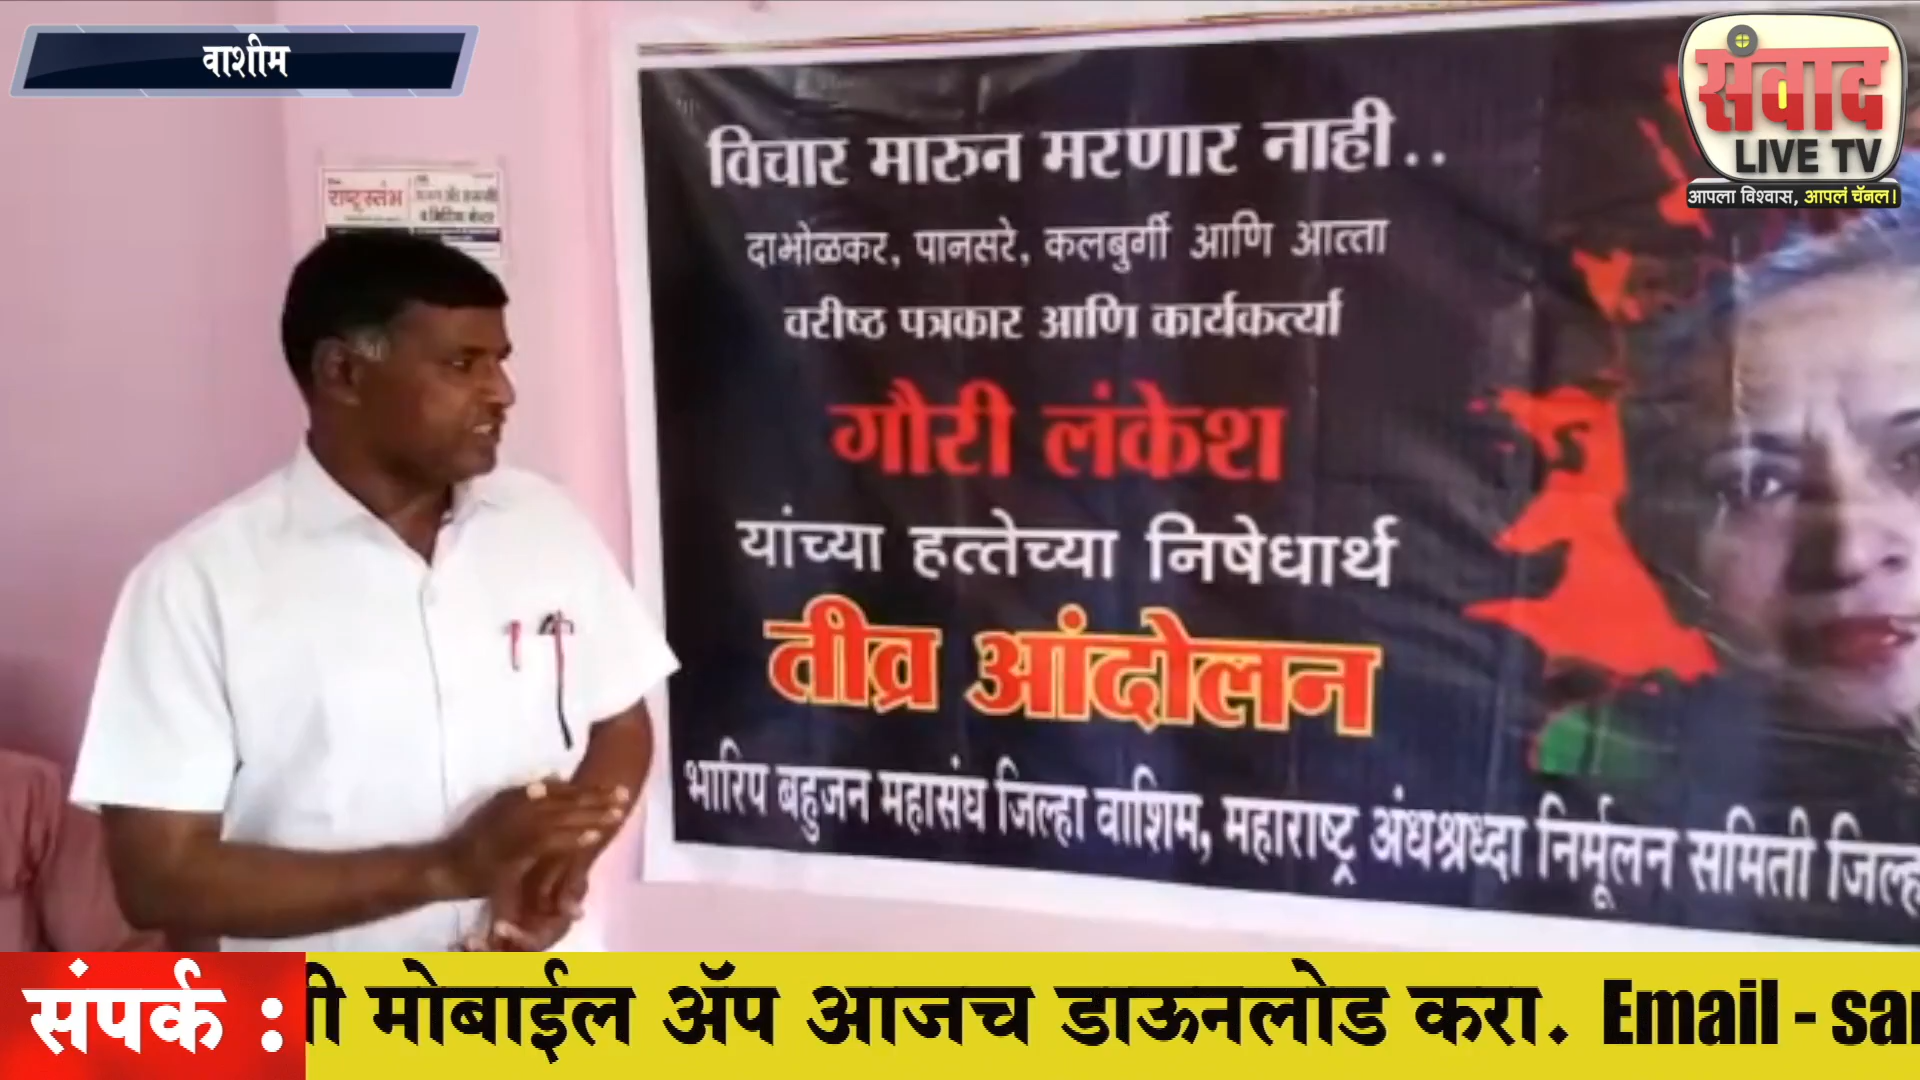 वाशीम
संवाद
LIVE TV
आपला विश्वास, आपलं चॅनल!
राष्ट्रस्तंभ
विचार मारुन मरणार नाही..
दाभोळकर, पानसरे, कलबुर्गी आणि आत्ता
वरीष्ठ पत्रकार आणि कार्यकर्त्या
गौरी लंकेश
यांच्या हत्तेच्या निषेधार्थ
तीव्र आंदोलन
भारिप बहुजन महासंघ जिल्हा वाशिम, महाराष्ट्र अंधश्रध्दा निर्मूलन समिती जिल्ह
संपर्क :
मोबाईल ॲप आजच डाऊनलोड करा. Email - sa